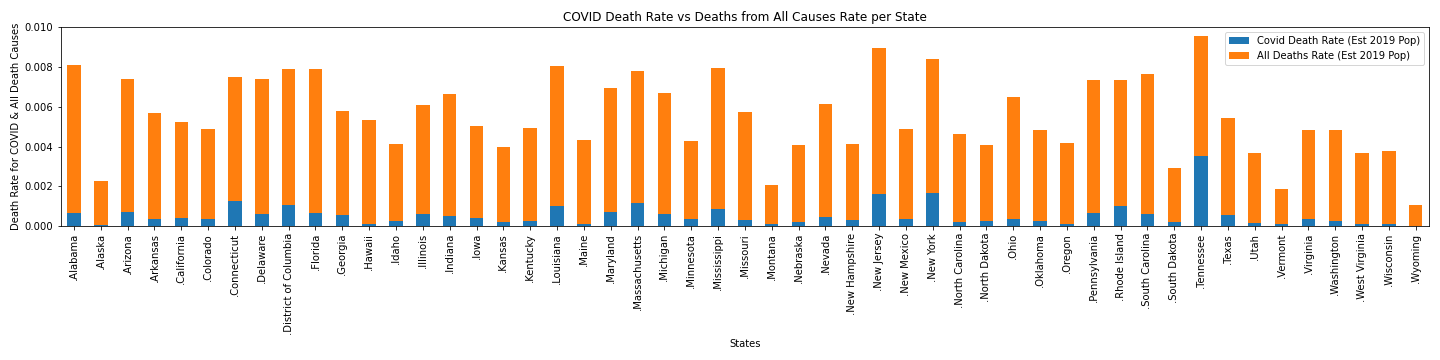 COVID Death Rate vs Deaths from All Causes Rate per State
Death Rate for COVID & All Death Causes
0.010
0.008
0.006
0.004
0.002
0.000
Covid Death Rate (Est 2019 Pop)
All Deaths Rate (Est 2019 Pop)
.Alabama
.Alaska
.Arizona
.Arkansas
.California
.Colorado
.Connecticut
.Delaware
.District of Columbia
.Florida
.Georgia
.Hawaii
.Idaho
.Illinois
.Indiana
.Iowa
.Kansas
.Kentucky
.Louisiana
.Maine
.Maryland
.Massachusetts
.Michigan
.Minnesota
.Mississippi
.Missouri
.Montana
.Nebraska
.Nevada
.New Hampshire
.New Jersey
.New Mexico
.New York
.North Carolina
.North Dakota
.Ohio
.Oklahoma
.Oregon
.Pennsylvania
.Rhode Island
.South Carolina
.South Dakota
.Tennessee
.Texas
.Utah
.Vermont
.Virginia
.Washington
.West Virginia
.Wisconsin
.Wyoming
States